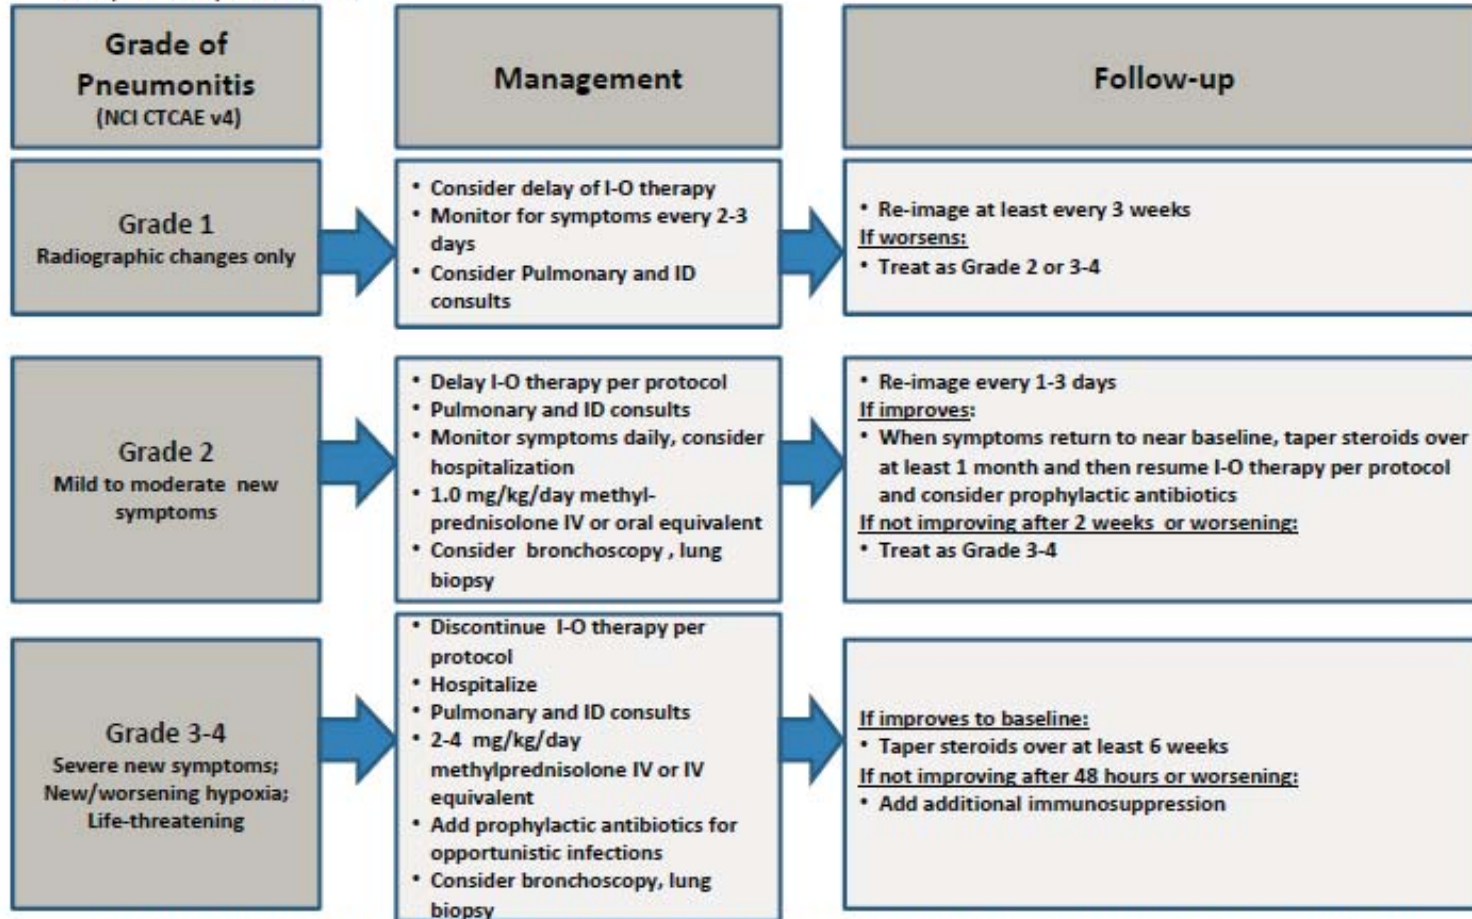 Grade of
Pneumonitis
(NCI CTCAE v4)
Management
Follow-up
Grade 1
Radiographic changes only
• Consider delay of I-O therapy
• Monitor for symptoms every 2-3
days
• Consider Pulmonary and ID
consults
• Re-image at least every 3 weeks
If worsens:
• Treat as Grade 2 or 3-4
Grade 2
Mild to moderate new
symptoms
• Delay I-O therapy per protocol
• Pulmonary and ID consults
• Monitor symptoms daily, consider
hospitalization
• 1.0 mg/kg/day methyl-
prednisolone IV or oral equivalent
• Consider bronchoscopy , lung
biopsy
• Re-image every 1-3 days
If improves:
• When symptoms return to near baseline, taper steroids over
at least 1 month and then resume I-O therapy per protocol
and consider prophylactic antibiotics
If not improving after 2 weeks or worsening:
• Treat as Grade 3-4
Grade 3-4
Severe new symptoms;
New/worsening hypoxia;
Life-threatening
• Discontinue I-O therapy per
protocol
• Hospitalize
• Pulmonary and ID consults
• 2-4 mg/kg/day
methylprednisolone IV or IV
equivalent
• Add prophylactic antibiotics for
opportunistic infections
• Consider bronchoscopy, lung
biopsy
If improves to baseline:
• Taper steroids over at least 6 weeks
If not improving after 48 hours or worsening:
• Add additional immunosuppression